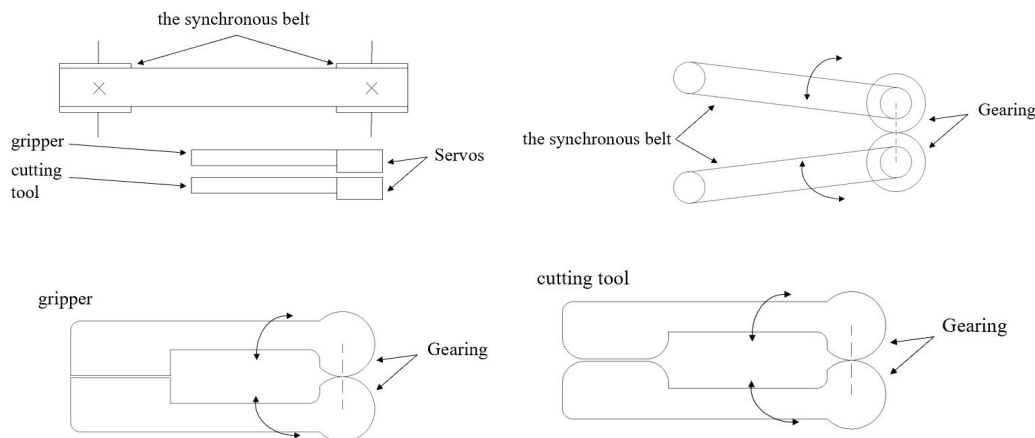 the synchronous belt
gripper
cutting
tool
Servos
Gearing
the synchronous belt
gripper
Gearing
cutting tool
Gearing